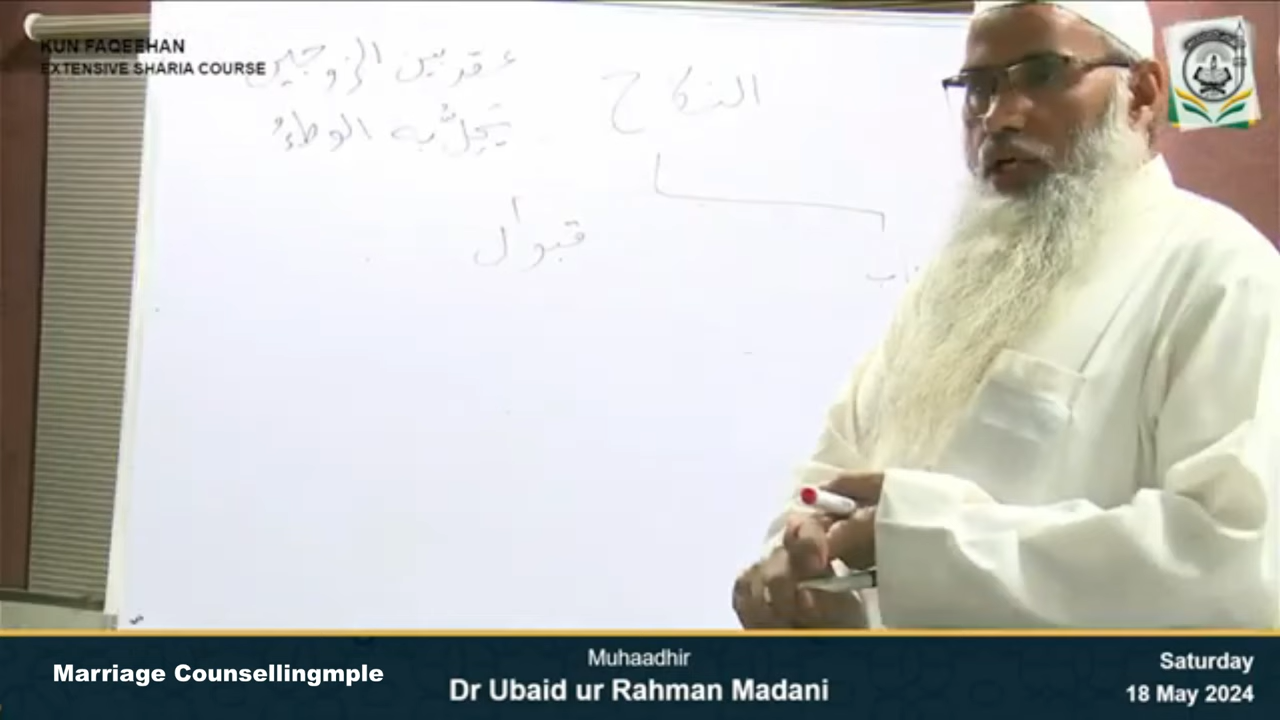 KUN FAQEEHAN
EXTENSIVE SHARIA COURSE
النكاح
عقد بين الزوجين
يحلّ به الوطءُ
قبول
Marriage Counsellingmple
Muhaadhir
Dr Ubaid ur Rahman Madani
Saturday
18 May 2024